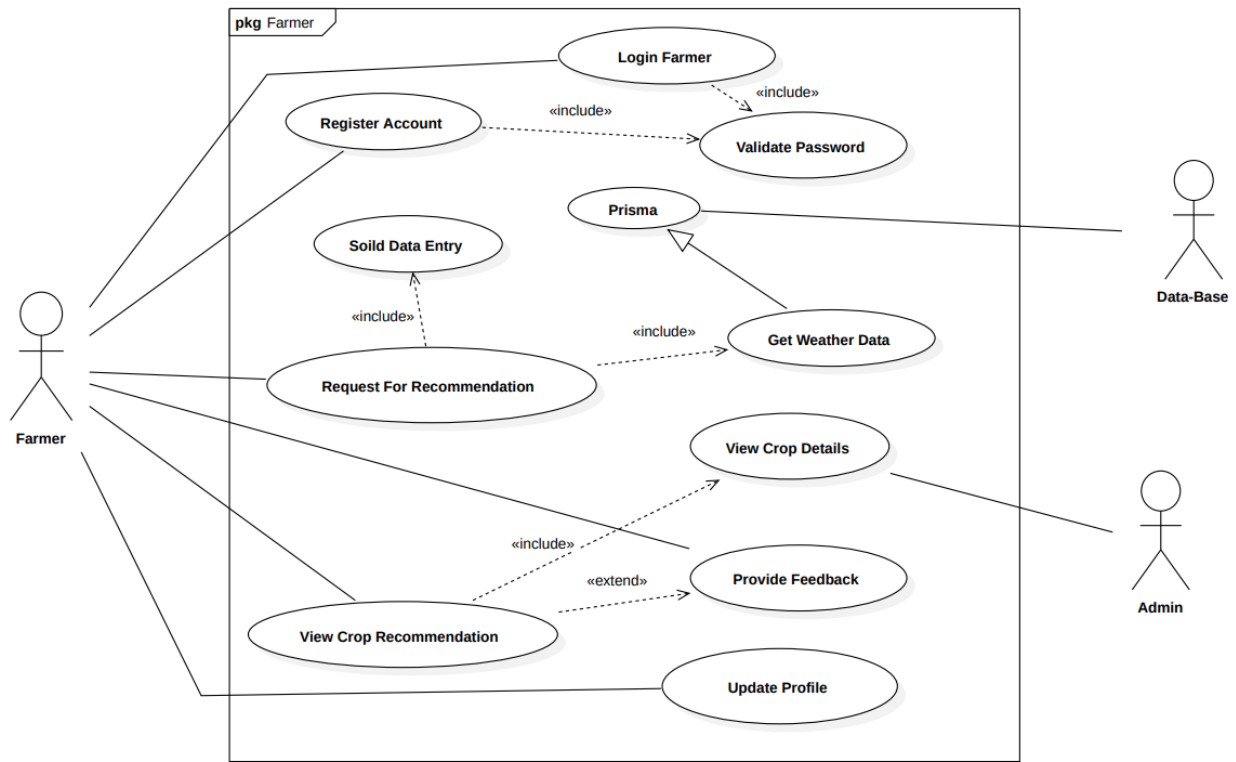 pkg Farmer
Login Farmer
«include»
Register Account
«include»
Validate Password
Prisma
Soild Data Entry
Data-Base
«include»
«include»
Get Weather Data
Request For Recommendation
Farmer
View Crop Details
«include»
«extend»
Provide Feedback
Admin
View Crop Recommendation
Update Profile